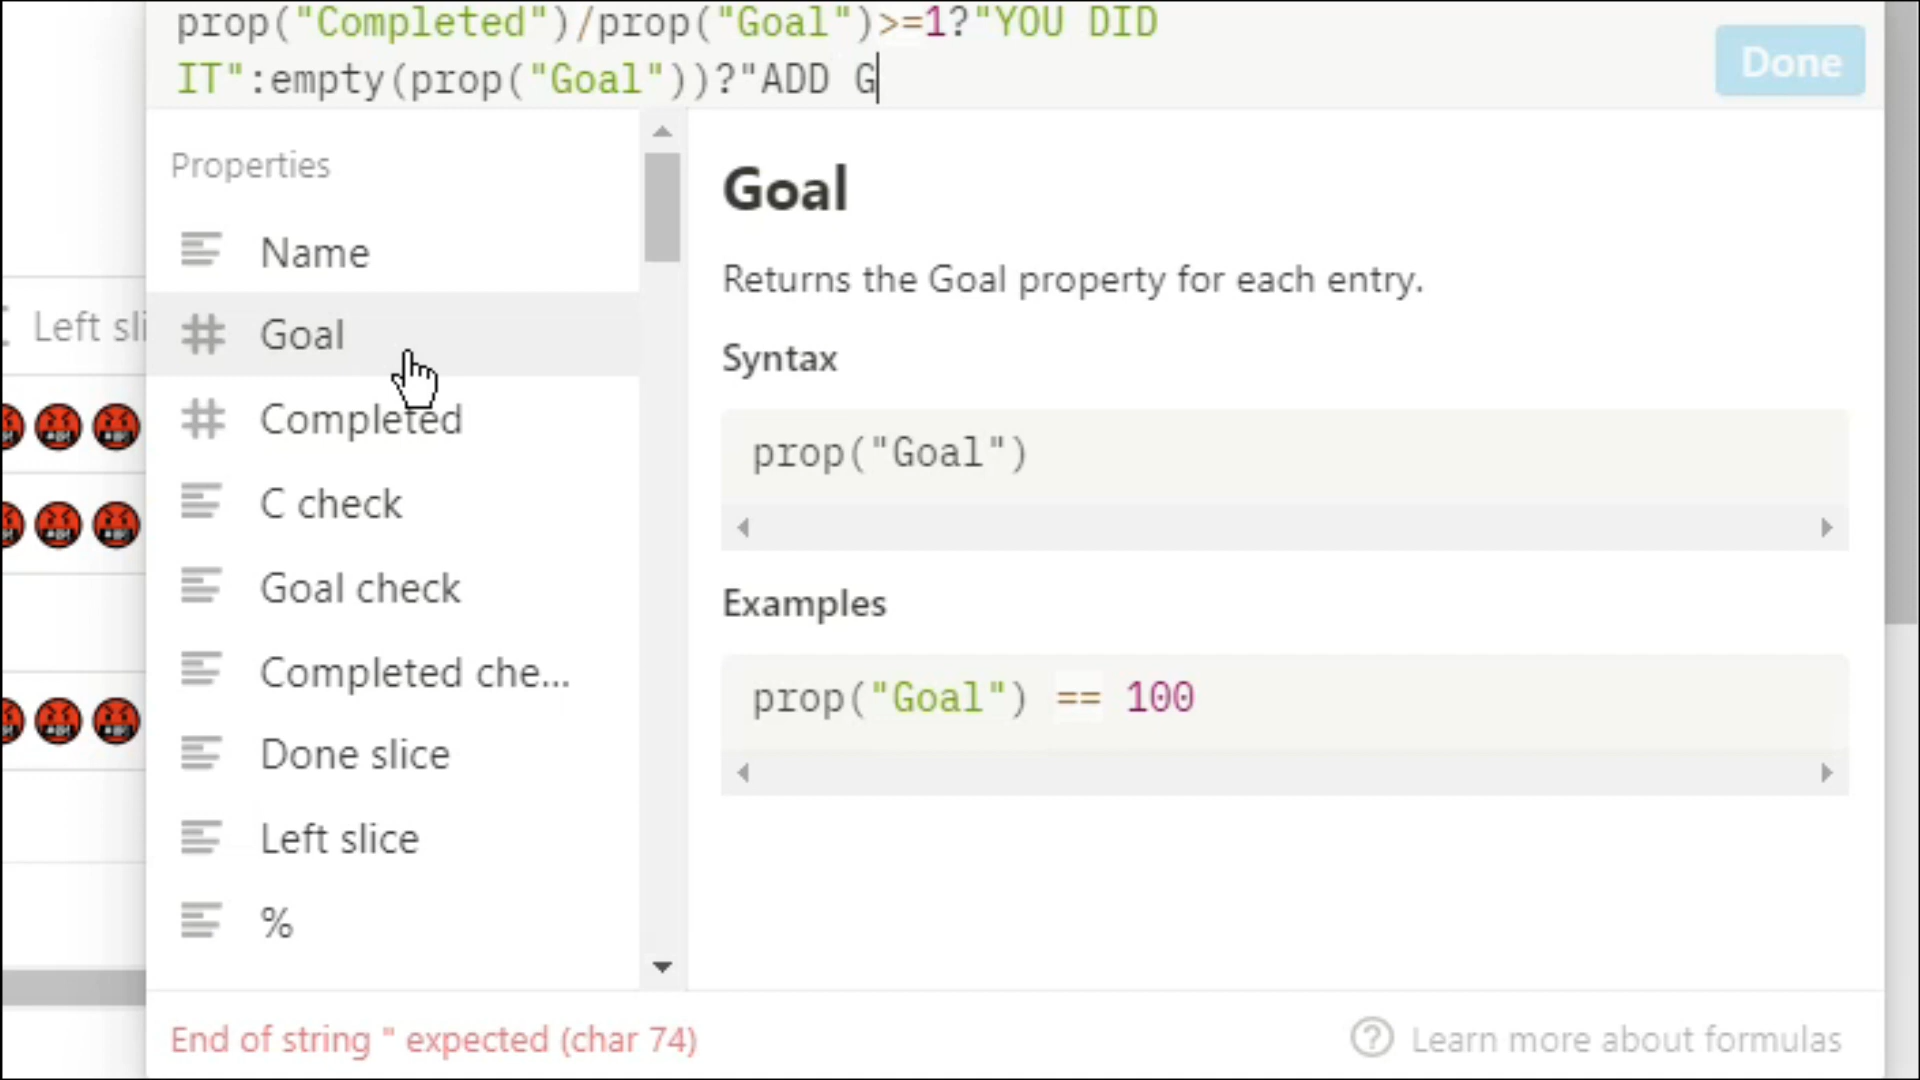 prop("Completed")/prop("Goal")>=1?"YOU DID
IT":empty(prop("Goal"))?"ADD G
Done
Properties
Name
Goal
Completed
C check
Goal check
Completed che...
Done slice
Left slice
%
Left sli
Goal
Returns the Goal property for each entry.
Syntax
prop("Goal")
Examples
prop("Goal") == 100
End of string " expected (char 74)
Learn more about formulas